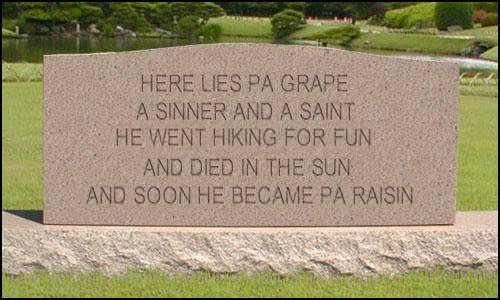 HERE LIES PA GRAPE
A SINNER AND A SAINT
HE WENT HIKING FOR FUN
AND DIED IN THE SUN
AND SOON HE BECAME PA RAISIN